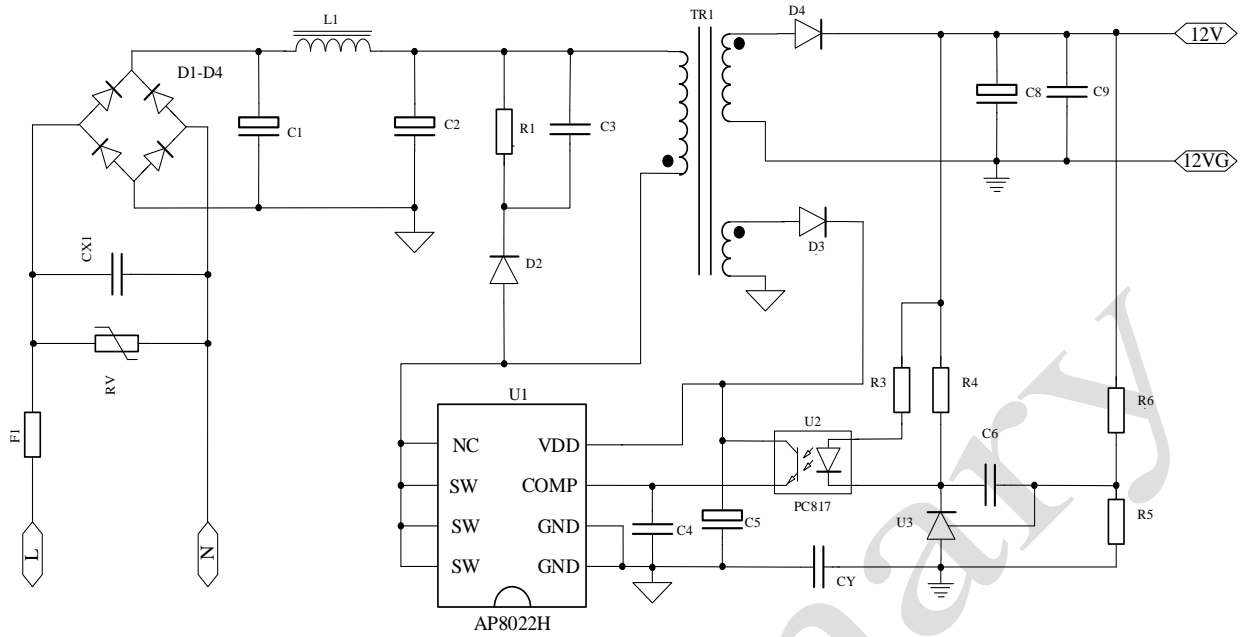 TR1
D4
L1
12V
D1-D4
C1
C2
R1
C3
C8
C9
12VG
D3
CX1
D2
RV
R3
R4
U1
R6
F1
U2
C6
NC
VDD
SW
COMP
PC817
R5
U3
SW
GND
C4
C5
L
N
SW
GND
CY
AP8022H
nary